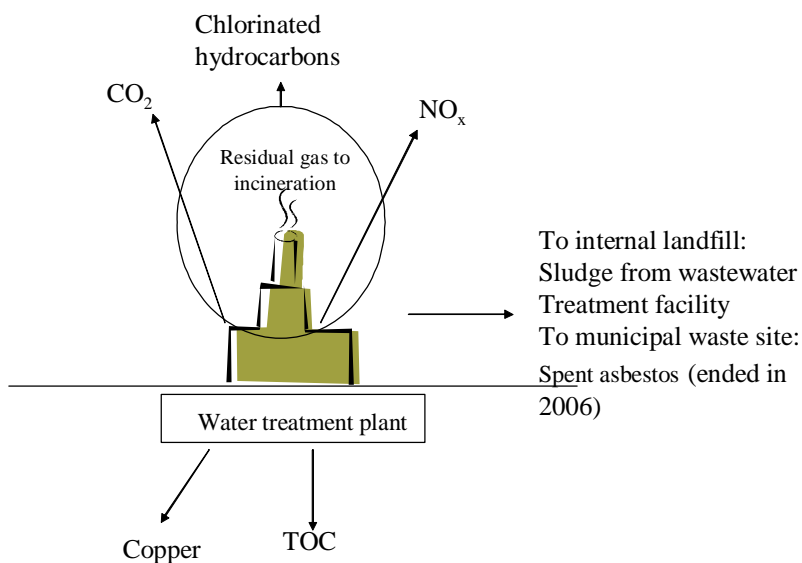 Chlorinated
hydrocarbons
CO₂
NOₓ
Residual gas to
incineration
To internal landfill:
Sludge from wastewater
Treatment facility
To municipal waste site:
Spent asbestos (ended in
2006)
Water treatment plant
Copper
TOC